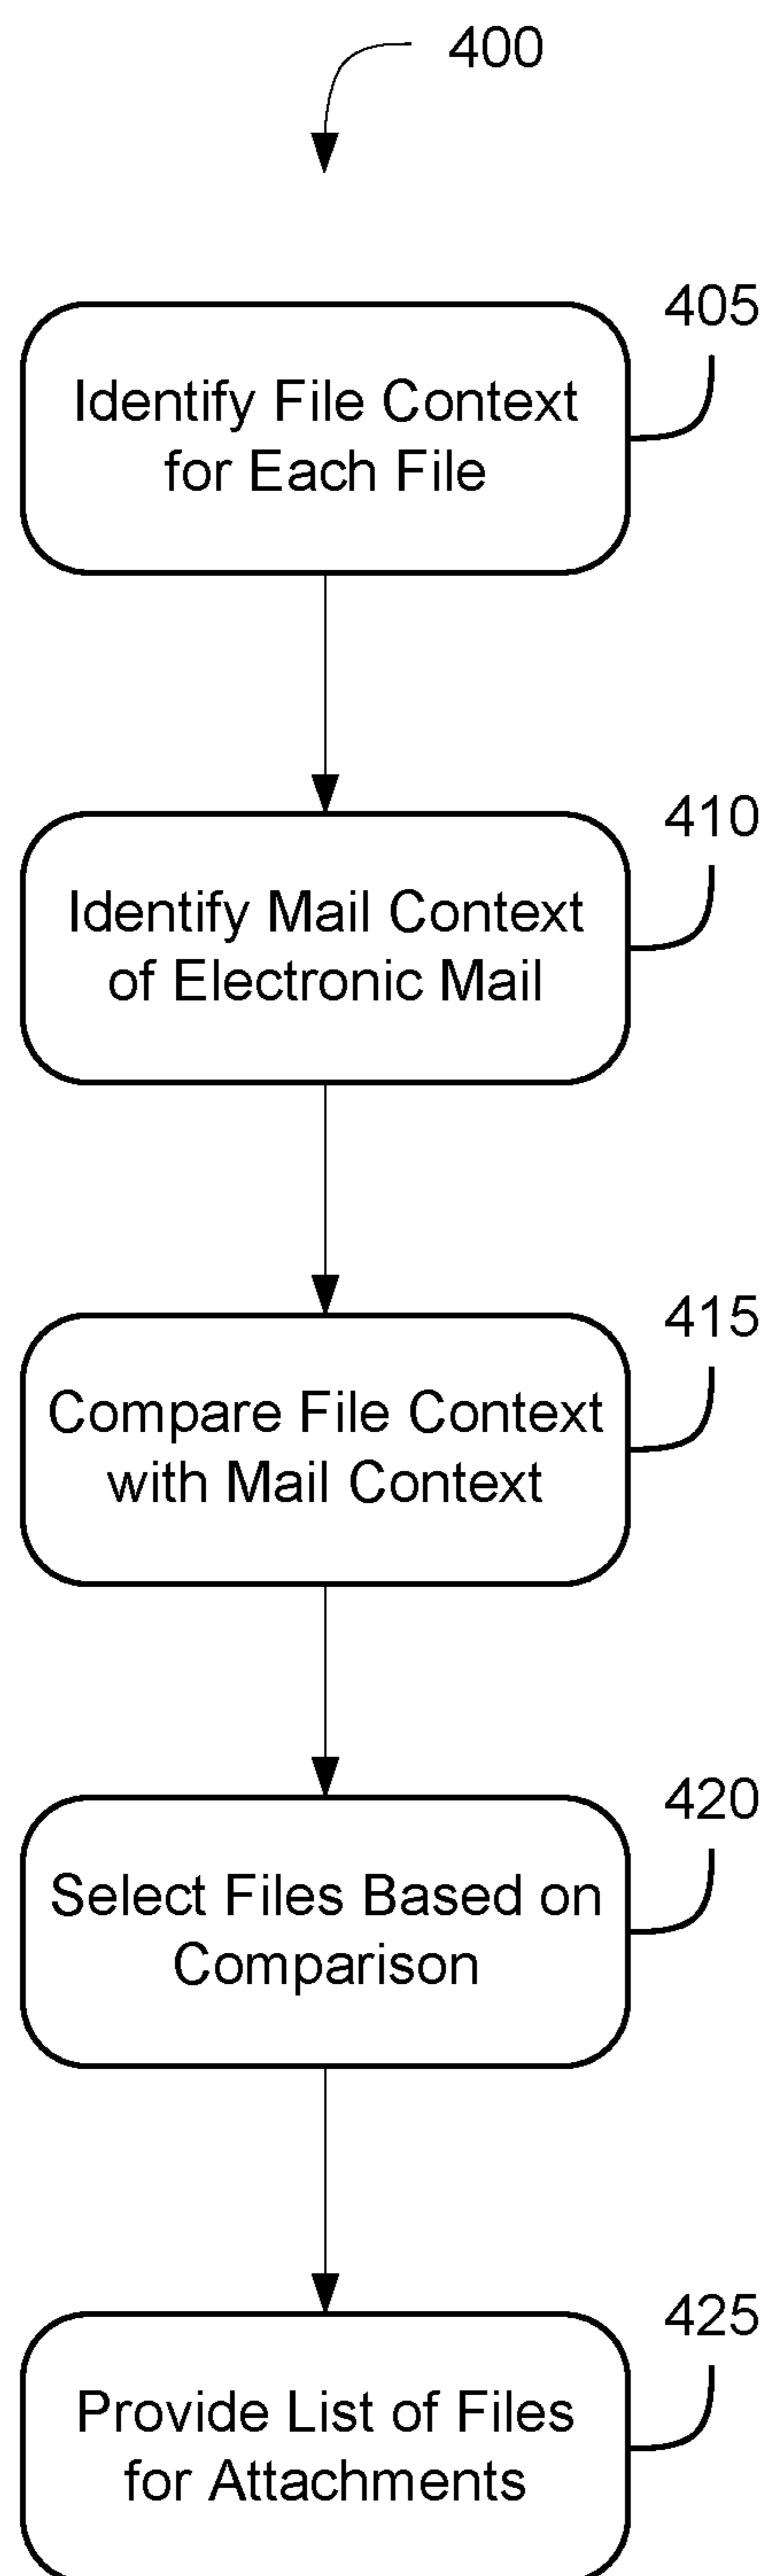 400
405
Identify File Context
for Each File
410
Identify Mail Context
of Electronic Mail
415
Compare File Context
with Mail Context
420
Select Files Based on
Comparison
425
Provide List of Files
for Attachments